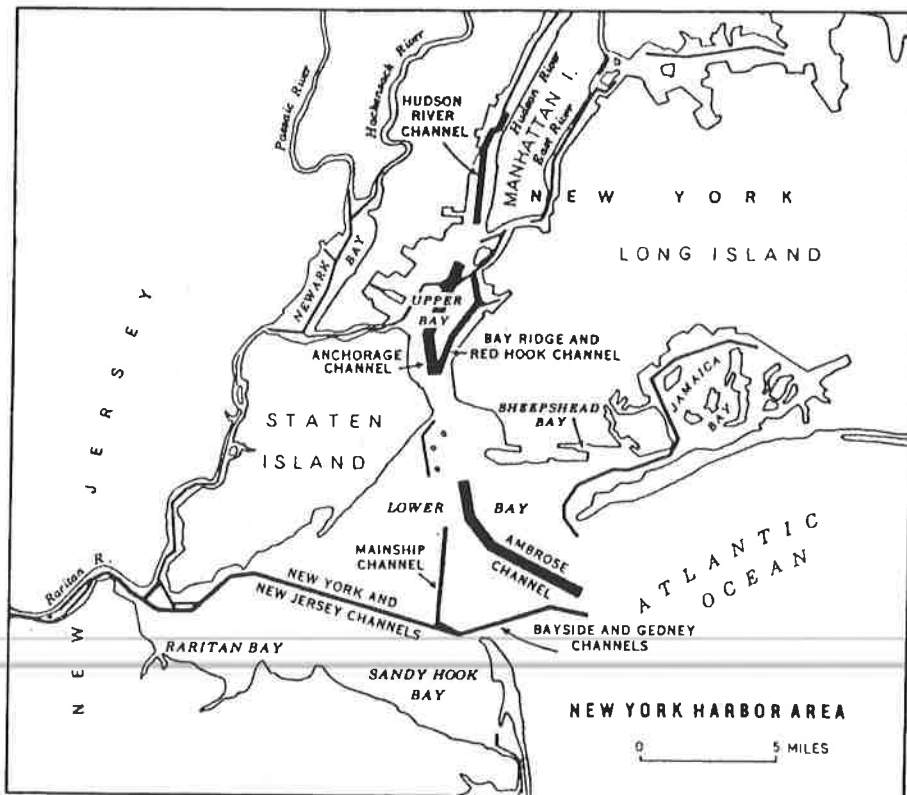 Passaic River
Hackensack River
HUDSON
RIVER
CHANNEL
Hudson River
MANHATTAN I.
East River
NEW YORK
LONG ISLAND
NEWARK
BAY
UPPER
BAY
ANCHORAGE
CHANNEL
BAY RIDGE AND
RED HOOK CHANNEL
NEW JERSEY
STATEN
ISLAND
SHEEPSHEAD
BAY
JAMAICA
BAY
LOWER BAY
MAINSHIP
CHANNEL
AMBROSE
CHANNEL
ATLANTIC
OCEAN
Raritan R.
NEW YORK AND
NEW JERSEY CHANNELS
BAYSIDE AND GEDNEY
CHANNELS
RARITAN BAY
SANDY HOOK
BAY
NEW YORK HARBOR AREA
0 5 MILES